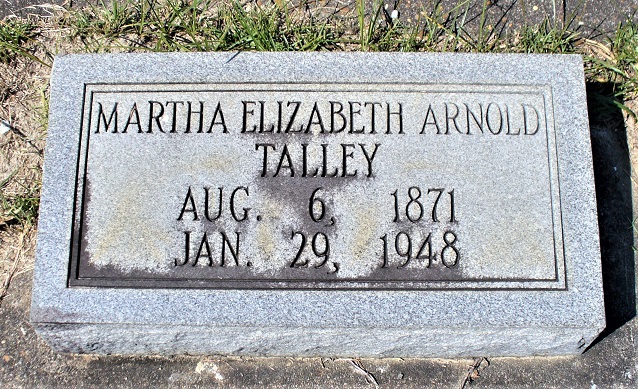 MARTHA ELIZABETH ARNOLD
TALLEY
AUG. 6, 1871
JAN. 29, 1948